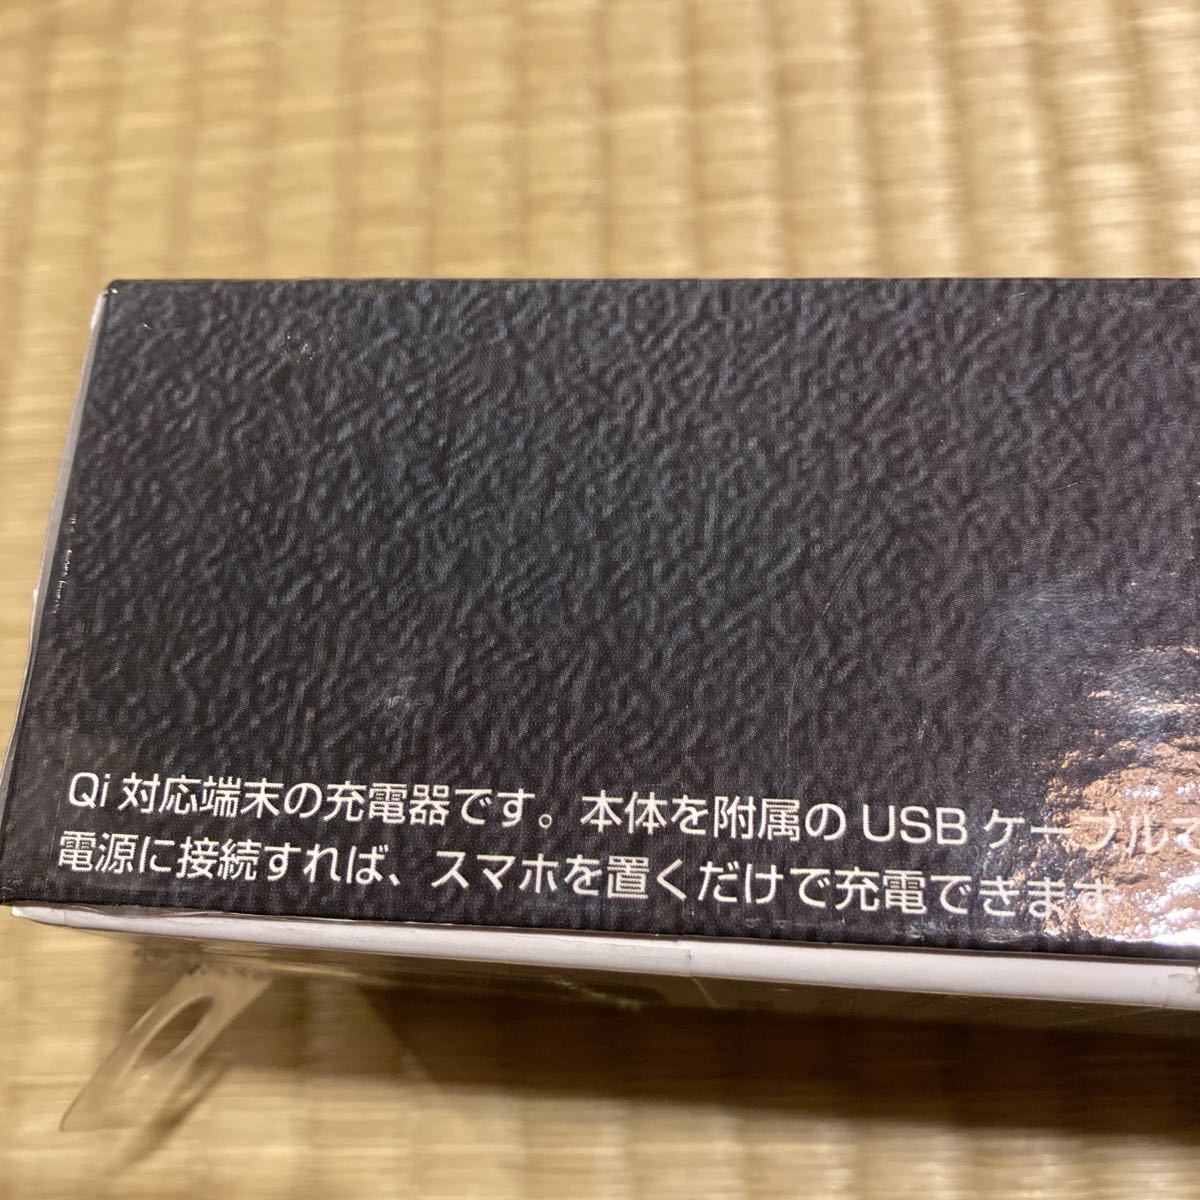 Qi 対応端末の充電器です。本体を附属の USB ケーブルで
電源に接続すれば、スマホを置くだけで充電できます